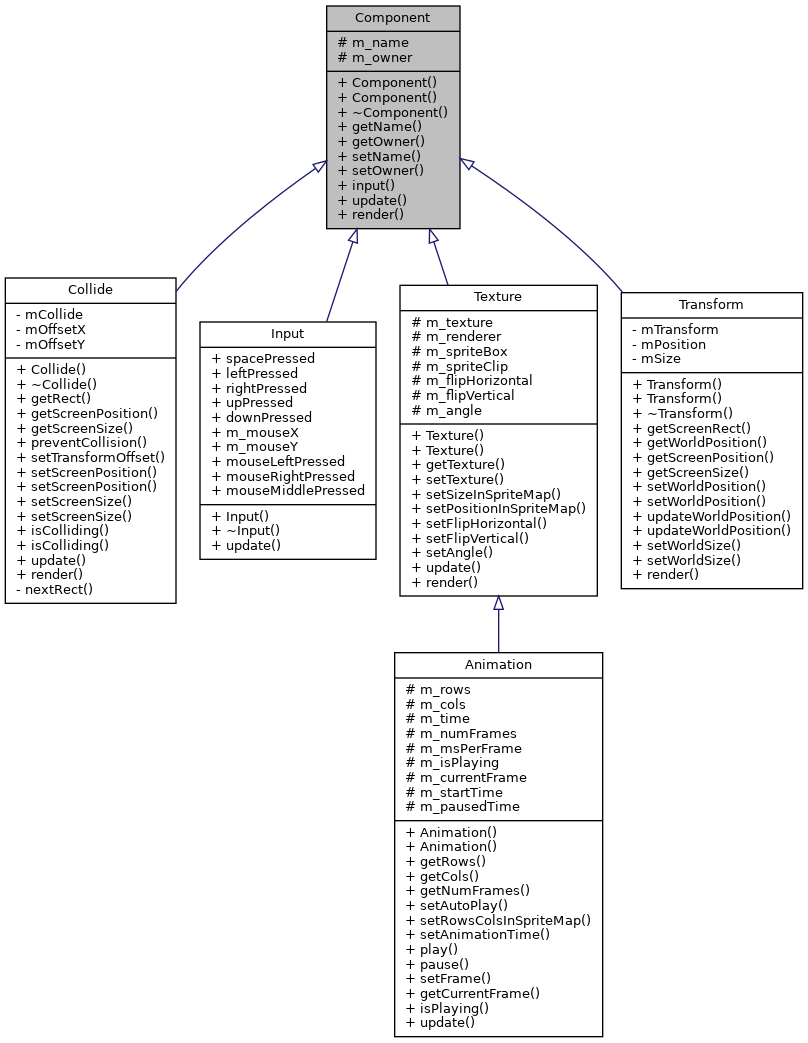 Component
# m_name
# m_owner
+ Component()
+ Component()
+ ~Component()
+ getName()
+ getOwner()
+ setName()
+ setOwner()
+ input()
+ update()
+ render()
Collide
- mCollide
- mOffsetX
- mOffsetY
+ Collide()
+ ~Collide()
+ getRect()
+ getScreenPosition()
+ getScreenSize()
+ preventCollision()
+ setTransformOffset()
+ setScreenPosition()
+ setScreenPosition()
+ setScreenSize()
+ setScreenSize()
+ isColliding()
+ isColliding()
+ update()
+ render()
- nextRect()
Input
+ spacePressed
+ leftPressed
+ rightPressed
+ upPressed
+ downPressed
+ m_mouseX
+ m_mouseY
+ mouseLeftPressed
+ mouseRightPressed
+ mouseMiddlePressed
+ Input()
+ ~Input()
+ update()
Texture
# m_texture
# m_renderer
# m_spriteBox
# m_spriteClip
# m_flipHorizontal
# m_flipVertical
# m_angle
+ Texture()
+ Texture()
+ getTexture()
+ setTexture()
+ setSizeInSpriteMap()
+ setPositionInSpriteMap()
+ setFlipHorizontal()
+ setFlipVertical()
+ setAngle()
+ update()
+ render()
Transform
- mTransform
- mPosition
- mSize
+ Transform()
+ Transform()
+ ~Transform()
+ getScreenRect()
+ getWorldPosition()
+ getScreenPosition()
+ getScreenSize()
+ setWorldPosition()
+ setWorldPosition()
+ updateWorldPosition()
+ updateWorldPosition()
+ setWorldSize()
+ setWorldSize()
+ render()
Animation
# m_rows
# m_cols
# m_time
# m_numFrames
# m_msPerFrame
# m_isPlaying
# m_currentFrame
# m_startTime
# m_pausedTime
+ Animation()
+ Animation()
+ getRows()
+ getCols()
+ getNumFrames()
+ setAutoPlay()
+ setRowsColsInSpriteMap()
+ setAnimationTime()
+ play()
+ pause()
+ setFrame()
+ getCurrentFrame()
+ isPlaying()
+ update()